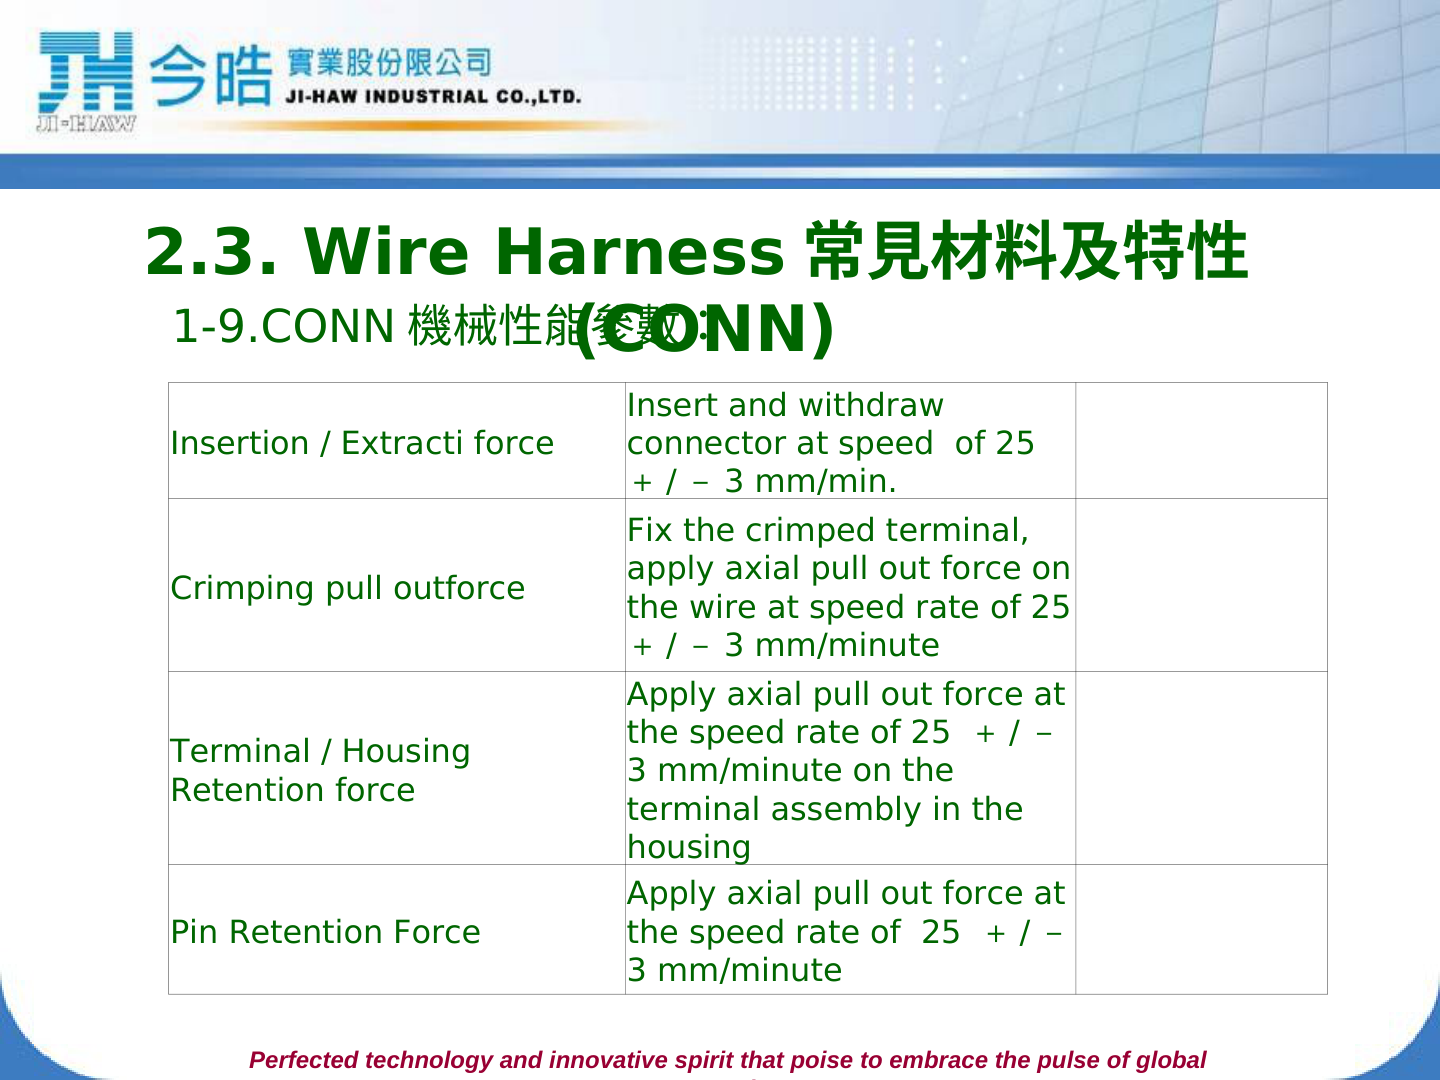 今皓 實業股份限公司
JI-HAW INDUSTRIAL CO.,LTD.
JI-HAW
2.3. Wire Harness 常見材料及特性
(CONN)
1-9.CONN 機械性能參數：
Insertion / Extracti force
Insert and withdraw
connector at speed  of 25
＋ / － 3 mm/min.
Crimping pull outforce
Fix the crimped terminal,
apply axial pull out force on
the wire at speed rate of 25
＋ / － 3 mm/minute
Terminal / Housing
Retention force
Apply axial pull out force at
the speed rate of 25 ＋ / －
3 mm/minute on the
terminal assembly in the
housing
Pin Retention Force
Apply axial pull out force at
the speed rate of  25 ＋ / －
3 mm/minute
Perfected technology and innovative spirit that poise to embrace the pulse of global